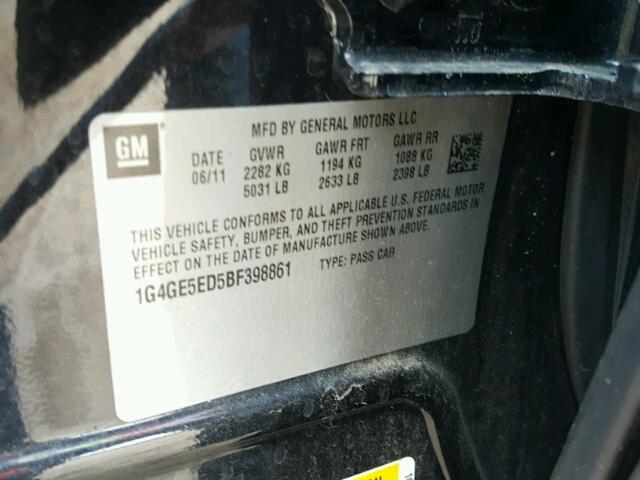 GM
MFD BY GENERAL MOTORS LLC
DATE GVWR GAWR FRT GAWR RR
06/11 2282 KG 1194 KG 1088 KG
5031 LB 2633 LB 2398 LB
THIS VEHICLE CONFORMS TO ALL APPLICABLE U.S. FEDERAL MOTOR
VEHICLE SAFETY, BUMPER, AND THEFT PREVENTION STANDARDS IN
EFFECT ON THE DATE OF MANUFACTURE SHOWN ABOVE.
1G4GE5ED5BF398861 TYPE: PASS CAR